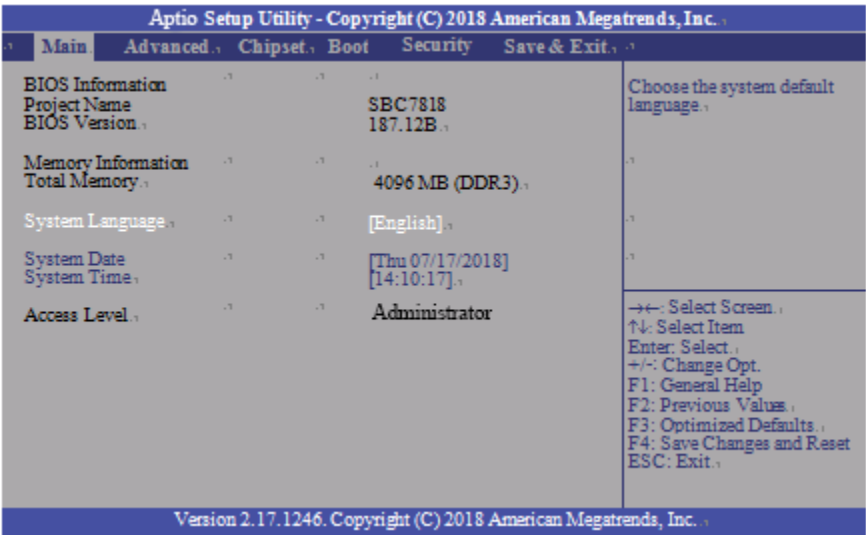 Aptio Setup Utility - Copyright (C) 2018 American Megatrends, Inc.
Main Advanced Chipset Boot Security Save & Exit
BIOS Information
Project Name SBC7818
BIOS Version 187.12B
Memory Information
Total Memory 4096 MB (DDR3)
System Language [English]
System Date [Thu 07/17/2018]
System Time [14:10:17]
Access Level Administrator
Choose the system default
language
→←: Select Screen
↑↓: Select Item
Enter: Select
+/-: Change Opt.
F1: General Help
F2: Previous Values
F3: Optimized Defaults
F4: Save Changes and Reset
ESC: Exit
Version 2.17.1246. Copyright (C) 2018 American Megatrends, Inc.